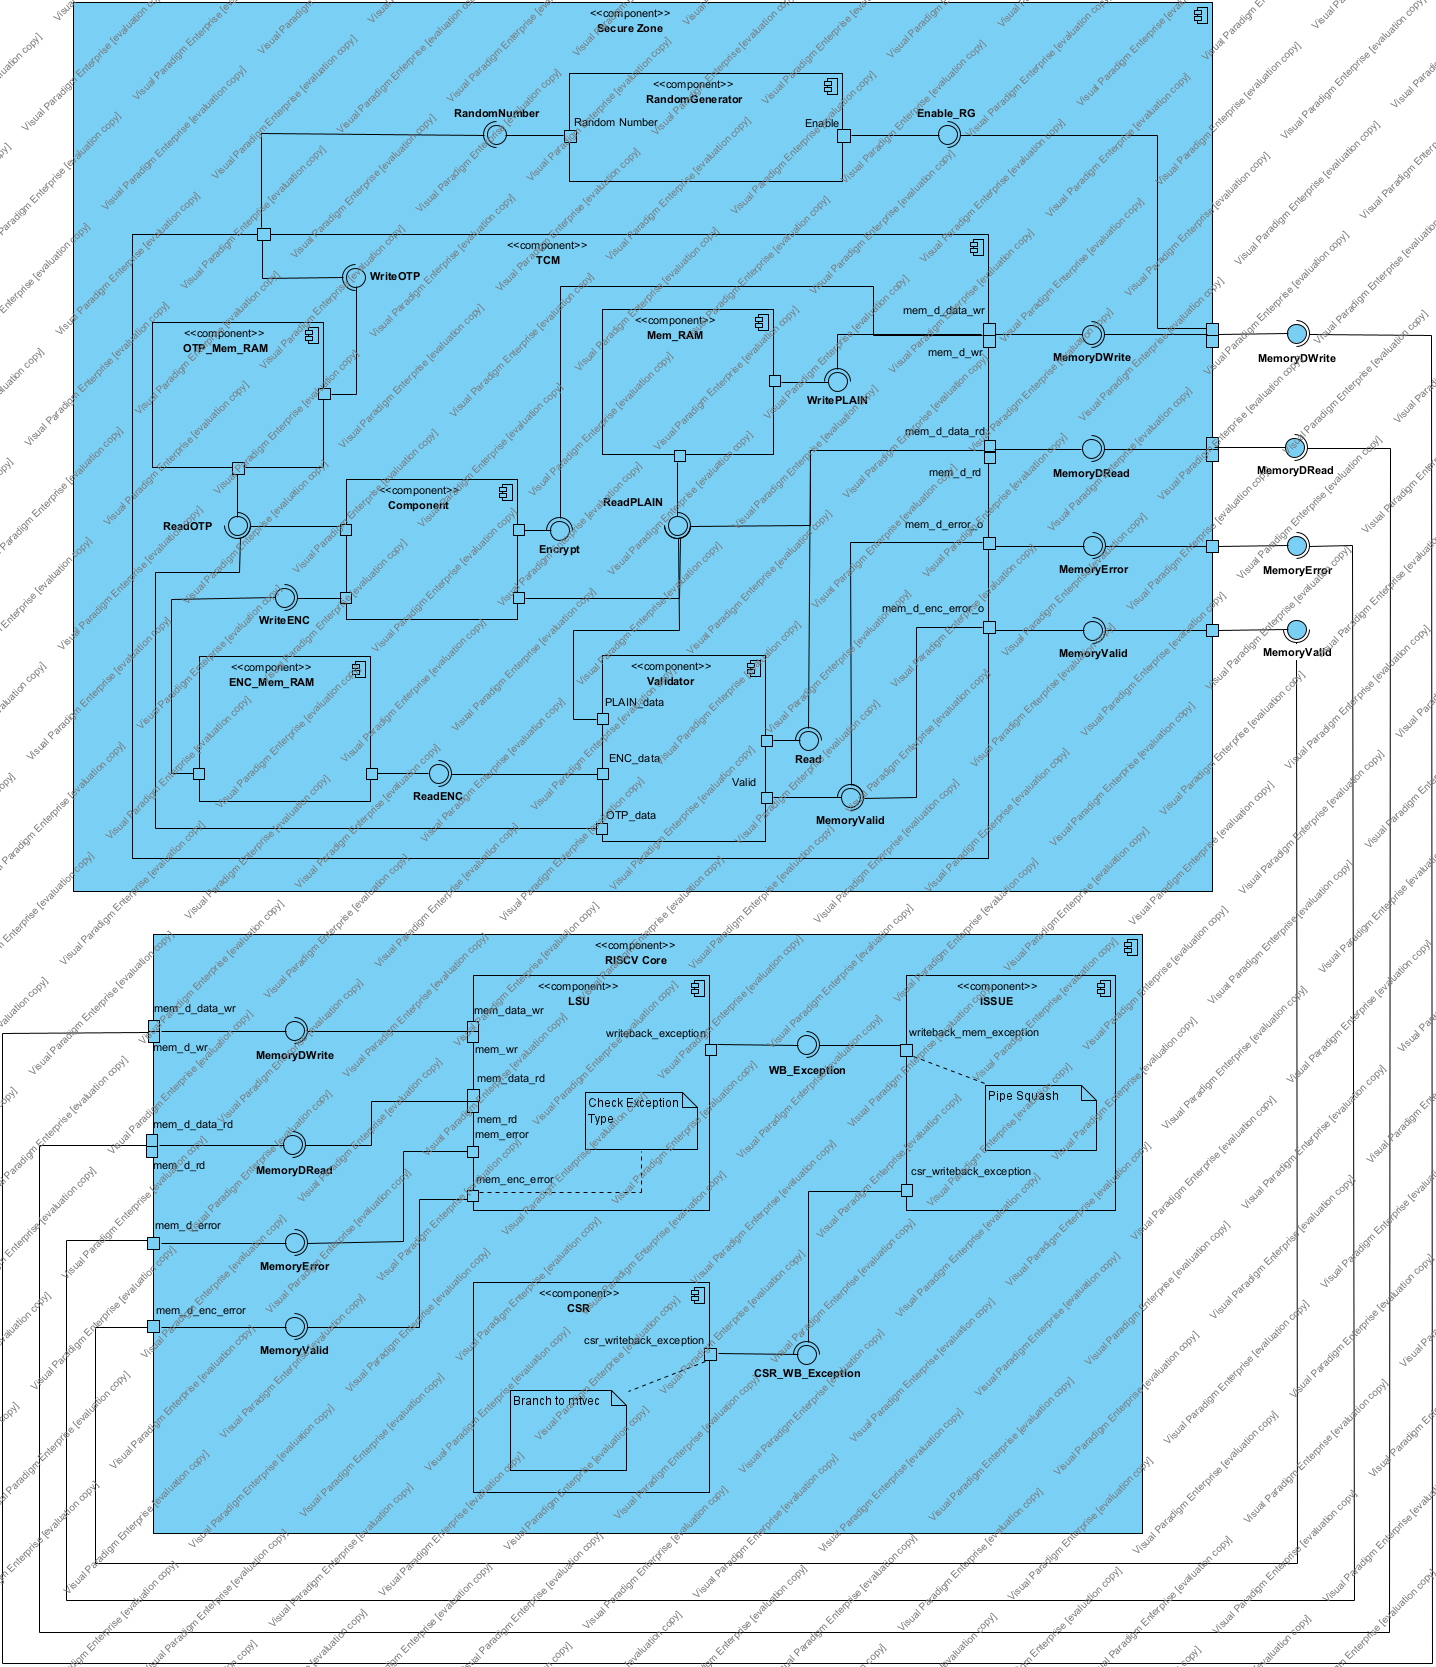 <<component>>
Secure Zone
<<component>>
RandomGenerator
RandomNumber
Random Number
Enable
Enable_RG
<<component>>
TCM
WriteOTP
<<component>>
OTP_Mem_RAM
<<component>>
Mem_RAM
mem_d_data_wr
mem_d_wr
MemoryDWrite
MemoryDWrite
WritePLAIN
mem_d_data_rd
mem_d_rd
MemoryDRead
MemoryDRead
<<component>>
Component
ReadPLAIN
ReadOTP
Encrypt
mem_d_error_o
MemoryError
MemoryError
WriteENC
mem_d_enc_error_o
MemoryValid
MemoryValid
<<component>>
ENC_Mem_RAM
<<component>>
Validator
PLAIN_data
ENC_data
Read
Valid
ReadENC
OTP_data
MemoryValid
<<component>>
RISCV Core
<<component>>
LSU
<<component>>
ISSUE
mem_d_data_wr
mem_d_wr
MemoryDWrite
mem_data_wr
mem_wr
writeback_exception
WB_Exception
writeback_mem_exception
mem_data_rd
mem_rd
mem_error
Check Exception
Type
Pipe Squash
mem_d_data_rd
mem_d_rd
MemoryDRead
mem_enc_error
csr_writeback_exception
mem_d_error
MemoryError
<<component>>
CSR
mem_d_enc_error
MemoryValid
csr_writeback_exception
CSR_WB_Exception
Branch to mtvec
Visual Paradigm Enterprise [evaluation copy]